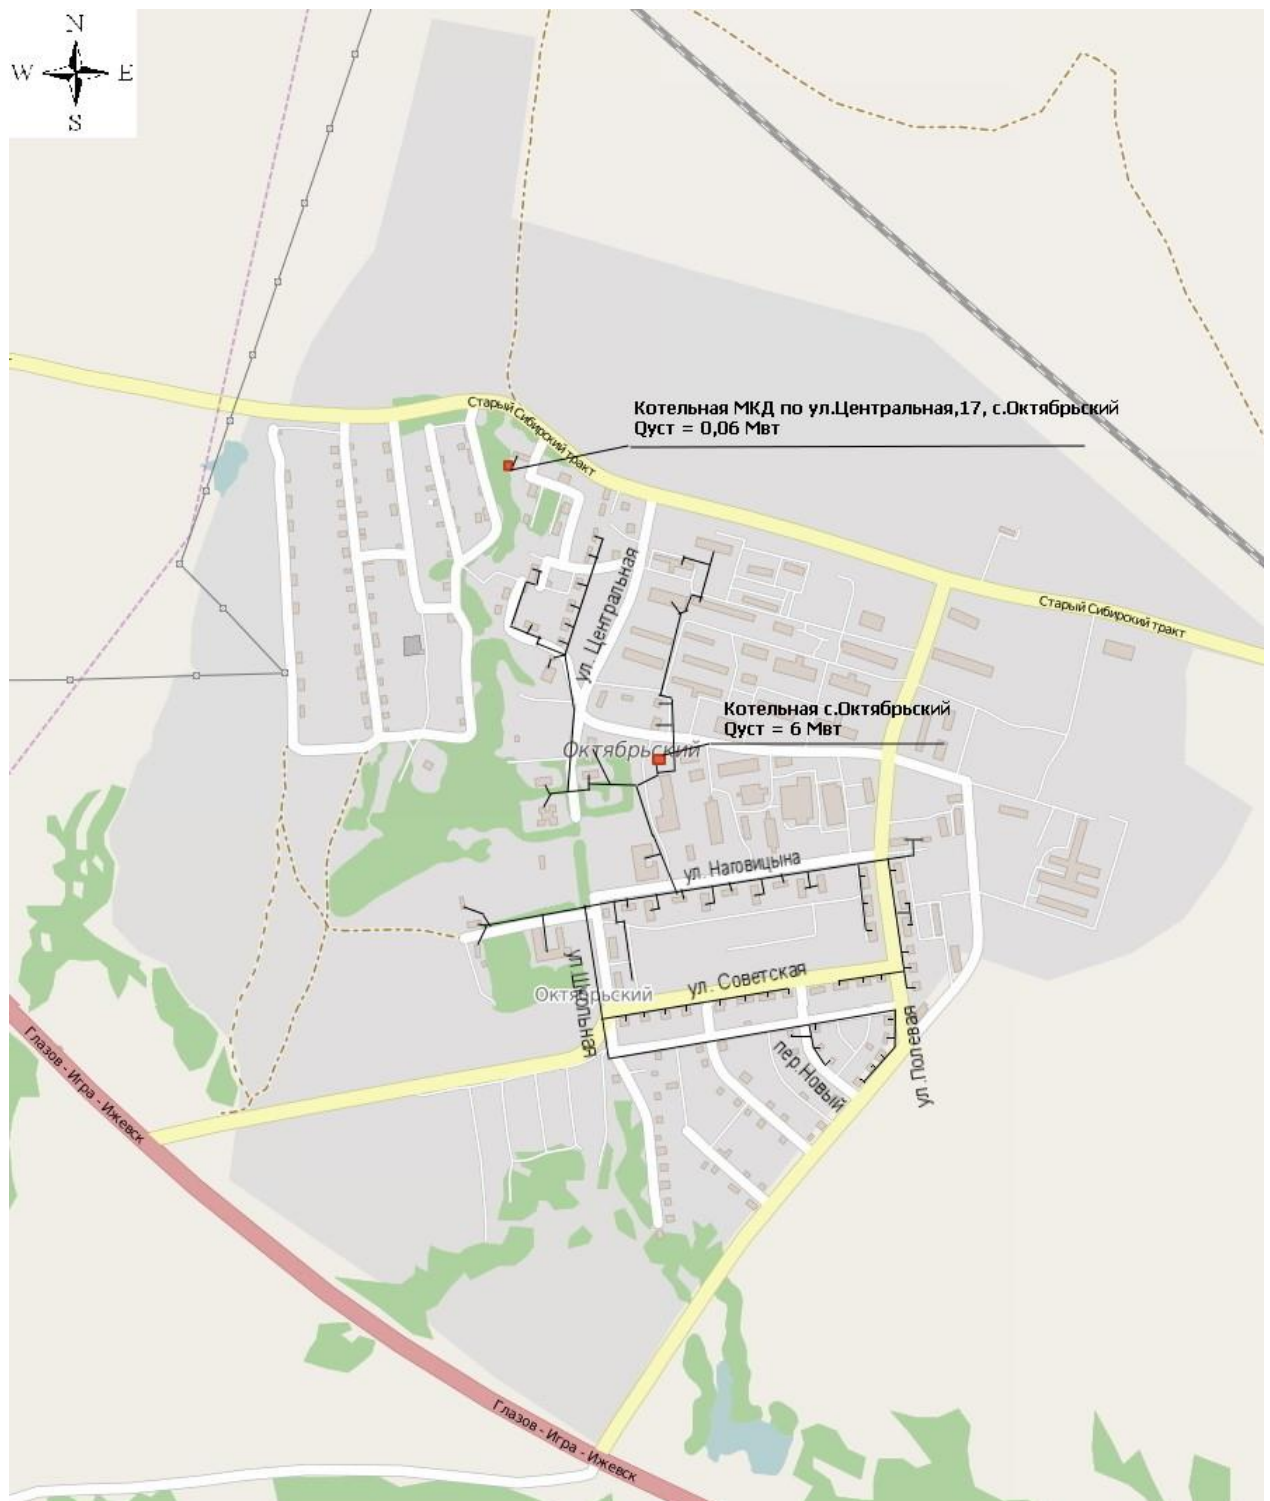 N
W E
S
Котельная МКД по ул.Центральная,17, с.Октябрьский
Qуст = 0,06 Мвт
Старый Сибирский тракт
ул. Центральная
Старый Сибирский тракт
Котельная с.Октябрьский
Qуст = 6 Мвт
Октябрьский
ул. Наговицына
ул Школьная
ул. Советская
Октябрьский
ул. Полевая
пер.Новый
Глазов - Игра - Ижевск
Глазов - Игра - Ижевск